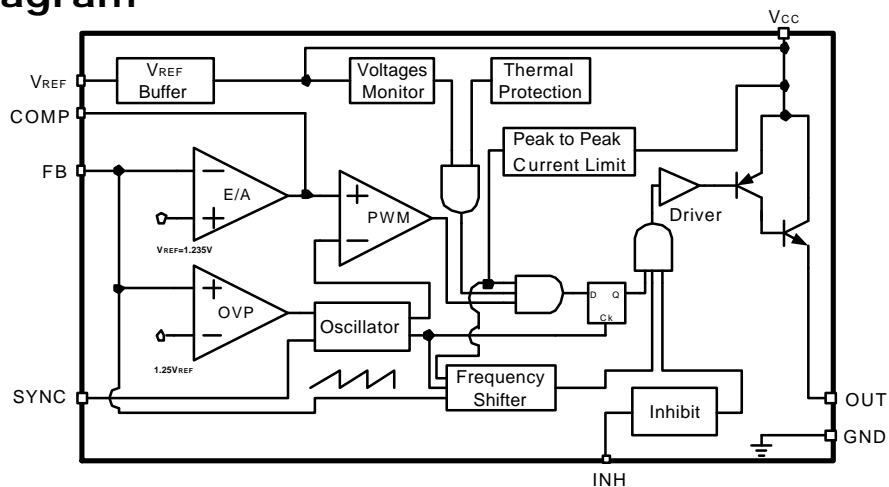 agram
Vcc
VREF
VREF
Buffer
Voltages
Monitor
Thermal
Protection
COMP
Peak to Peak
Current Limit
FB
−
E/A
+
VREF=1.235V
+
PWM
−
Driver
+
OVP
−
1.25VREF
Oscillator
D
Q
Ck
SYNC
Frequency
Shifter
Inhibit
OUT
GND
INH